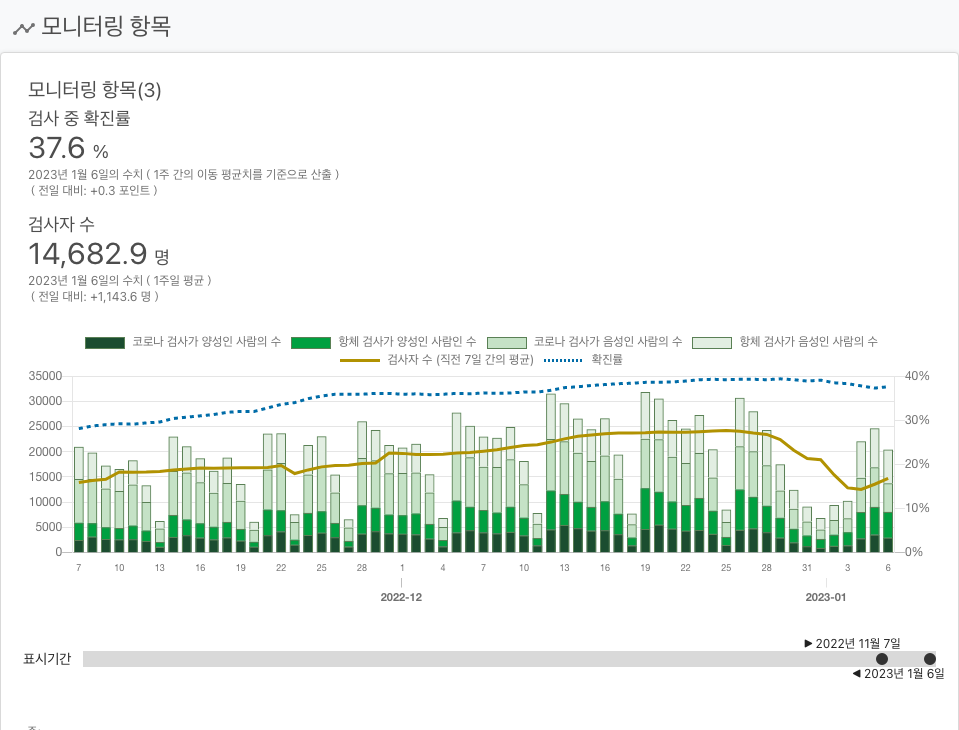 모니터링 항목
모니터링 항목(3)
검사 중 확진률
37.6 %
2023년 1월 6일의 수치 ( 1주 간의 이동 평균치를 기준으로 산출 )
( 전일 대비: +0.3 포인트 )
검사자 수
14,682.9 명
2023년 1월 6일의 수치 ( 1주일 평균 )
( 전일 대비: +1,143.6 명 )
코로나 검사가 양성인 사람의 수 항체 검사가 양성인 사람인 수 코로나 검사가 음성인 사람의 수 항체 검사가 음성인 사람의 수
검사자 수 (직전 7일 간의 평균) 확진률
35000 40%
30000
25000 30%
20000
15000 20%
10000 10%
5000
0 0%
7 10 13 16 19 22 25 28 1 4 7 10 13 16 19 22 25 28 31 3 6
2022-12 2023-01
▶ 2022년 11월 7일
표시기간
◀ 2023년 1월 6일